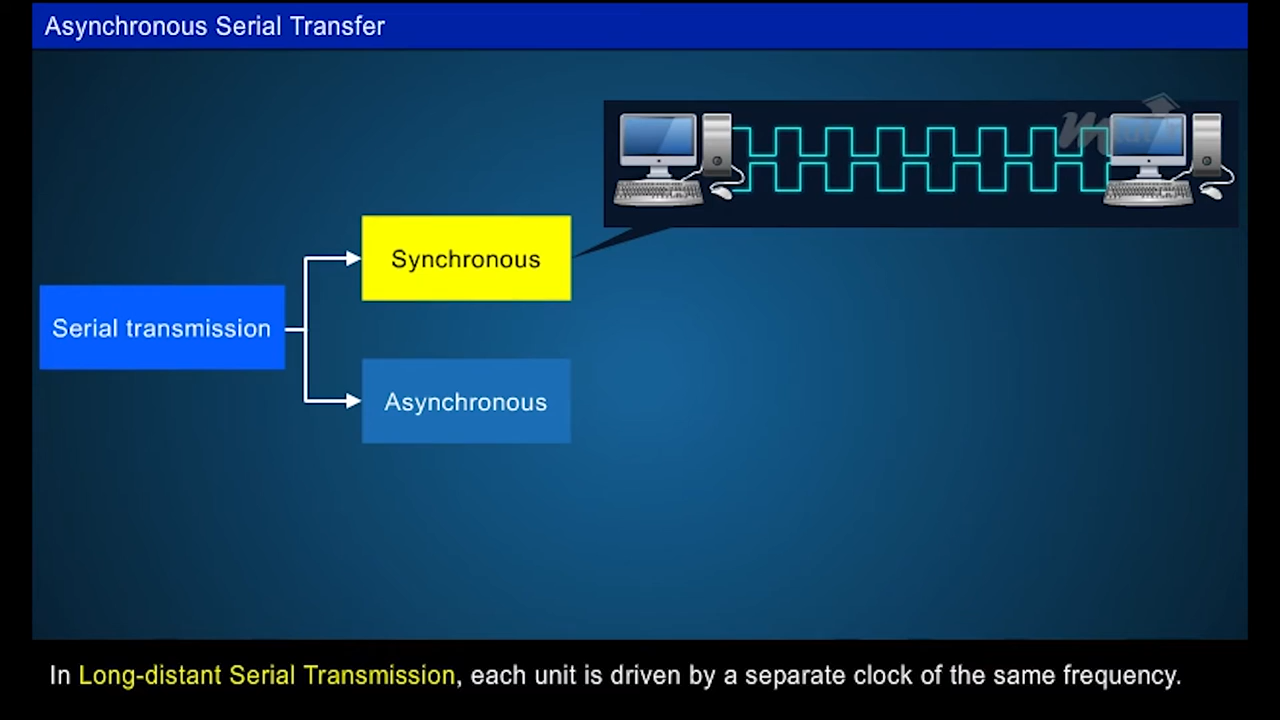 Asynchronous Serial Transfer
Synchronous
Serial transmission
Asynchronous
In Long-distant Serial Transmission, each unit is driven by a separate clock of the same frequency.